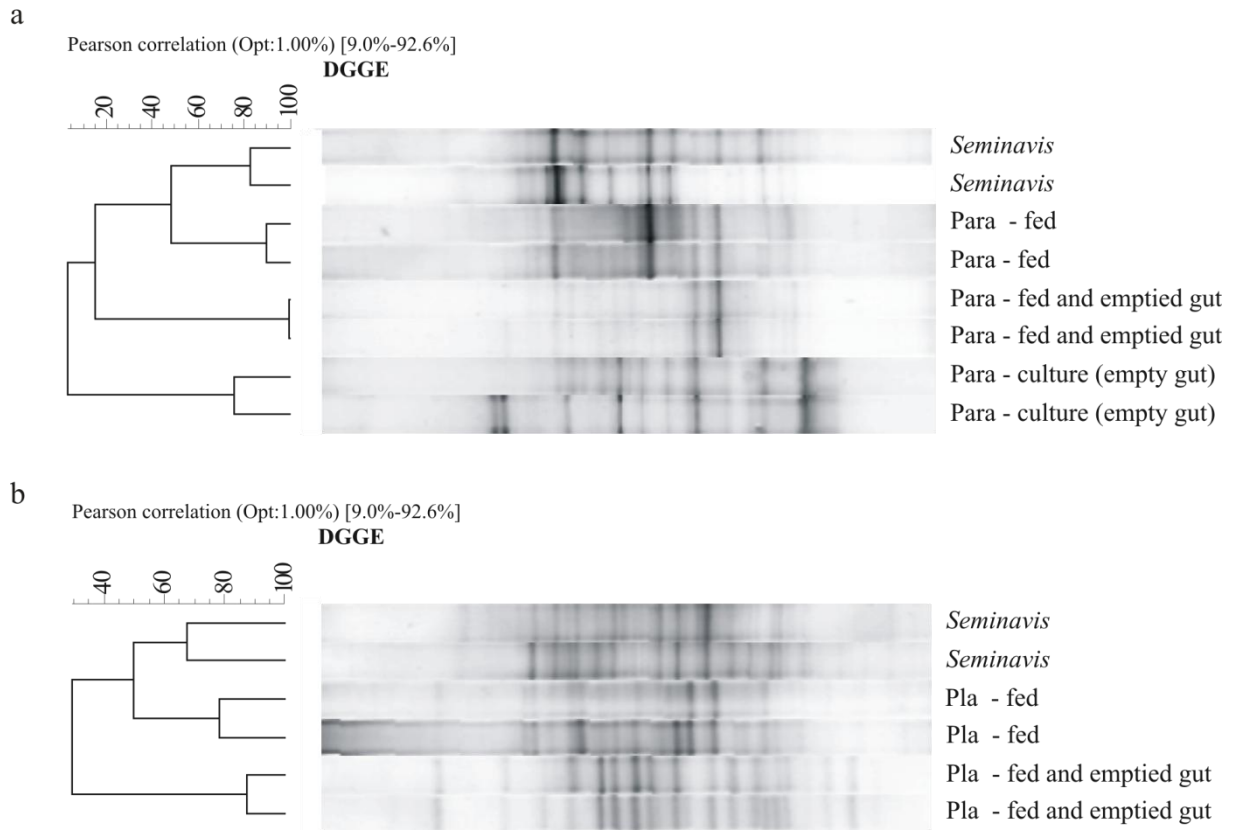 a
Pearson correlation (Opt:1.00%) [9.0%-92.6%]
DGGE
20 40 60 80 100
Seminavis
Seminavis
Para - fed
Para - fed
Para - fed and emptied gut
Para - fed and emptied gut
Para - culture (empty gut)
Para - culture (empty gut)
b
Pearson correlation (Opt:1.00%) [9.0%-92.6%]
DGGE
40 60 80 100
Seminavis
Seminavis
Pla - fed
Pla - fed
Pla - fed and emptied gut
Pla - fed and emptied gut